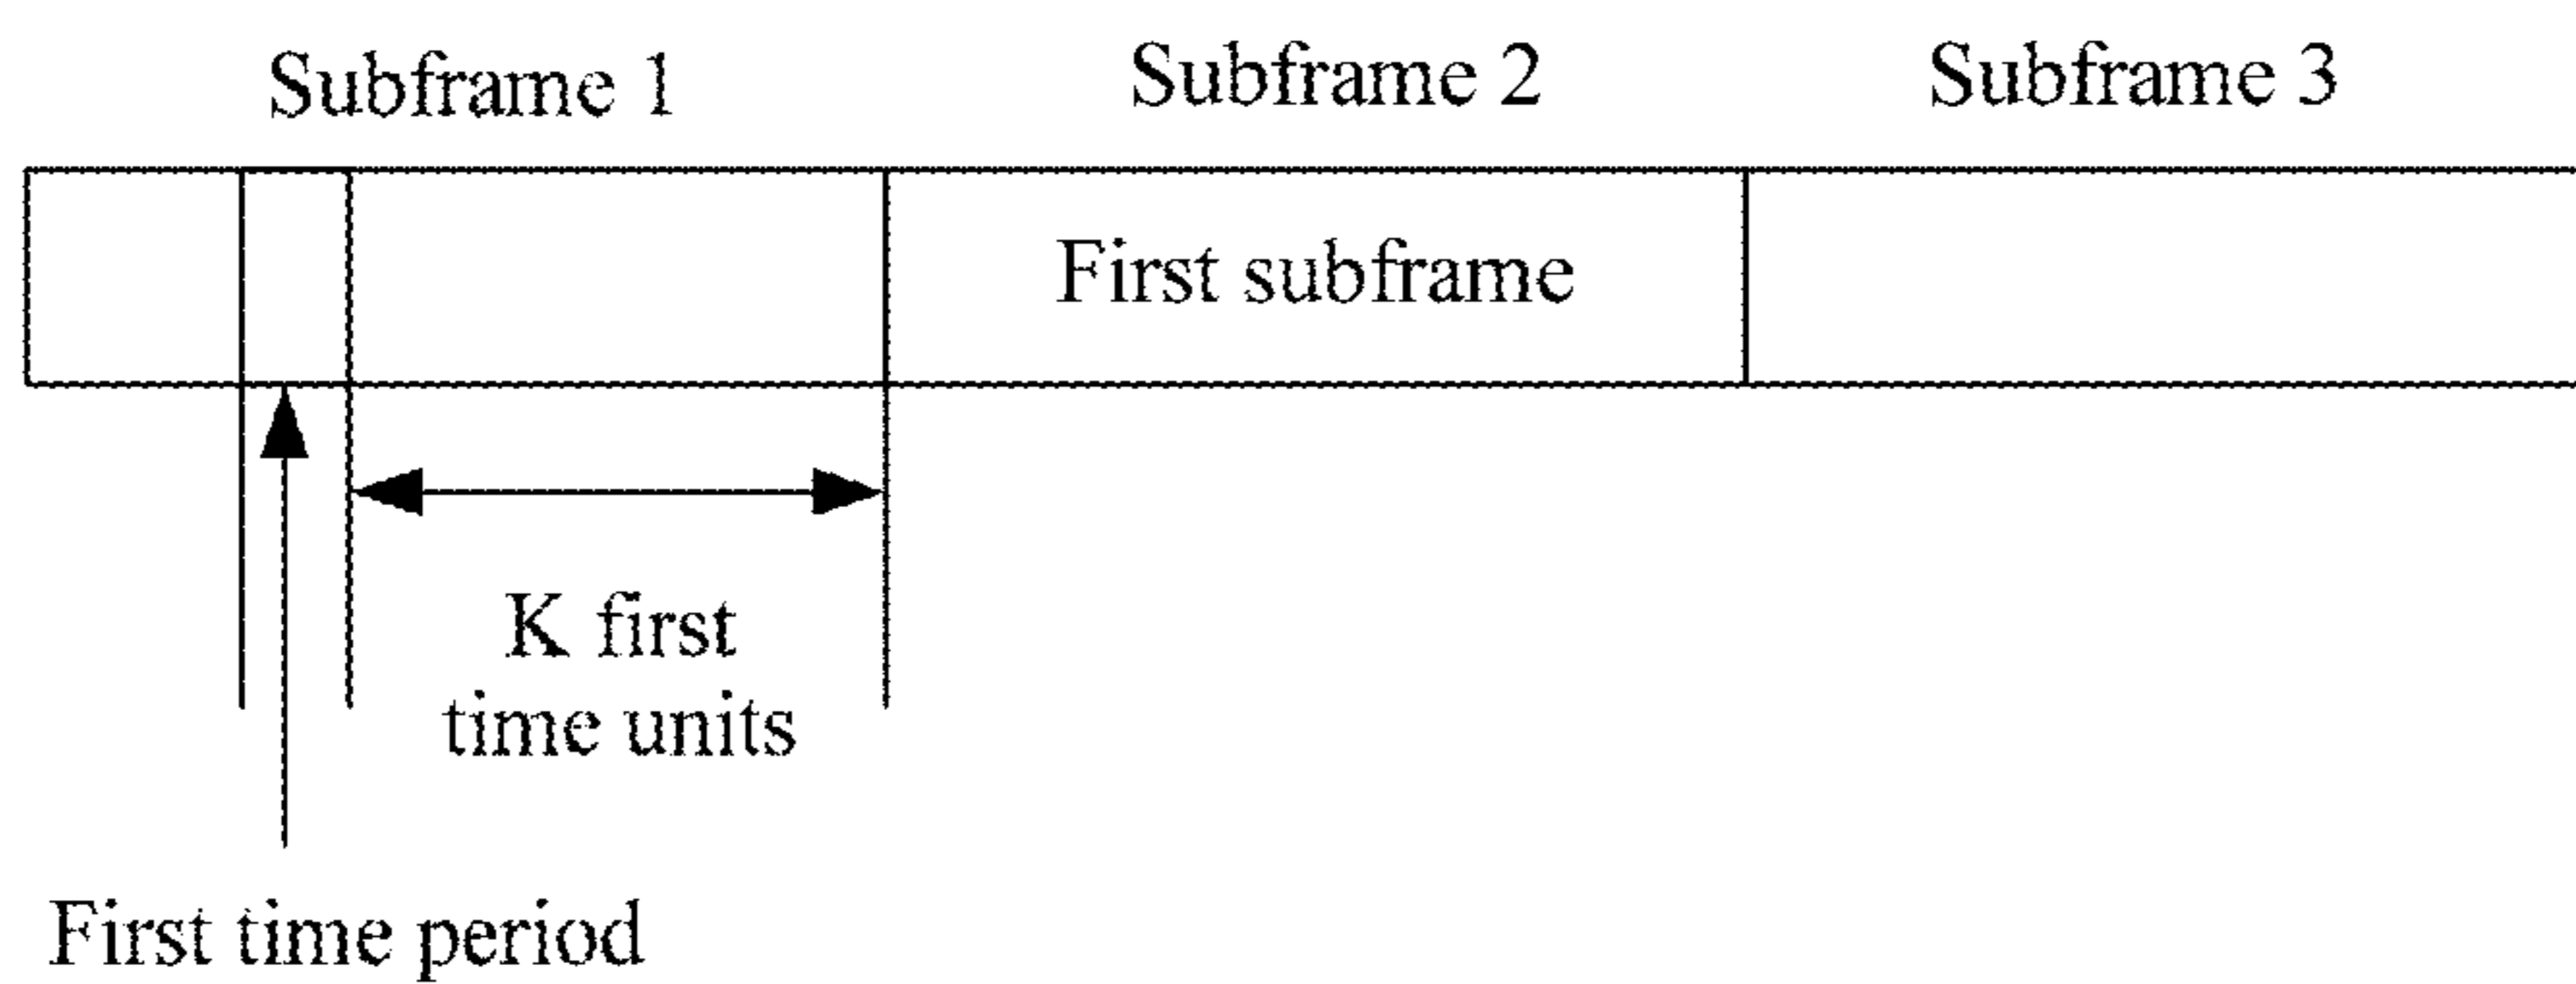 Subframe 1
Subframe 2
Subframe 3
First subframe
K first
time units
First time period